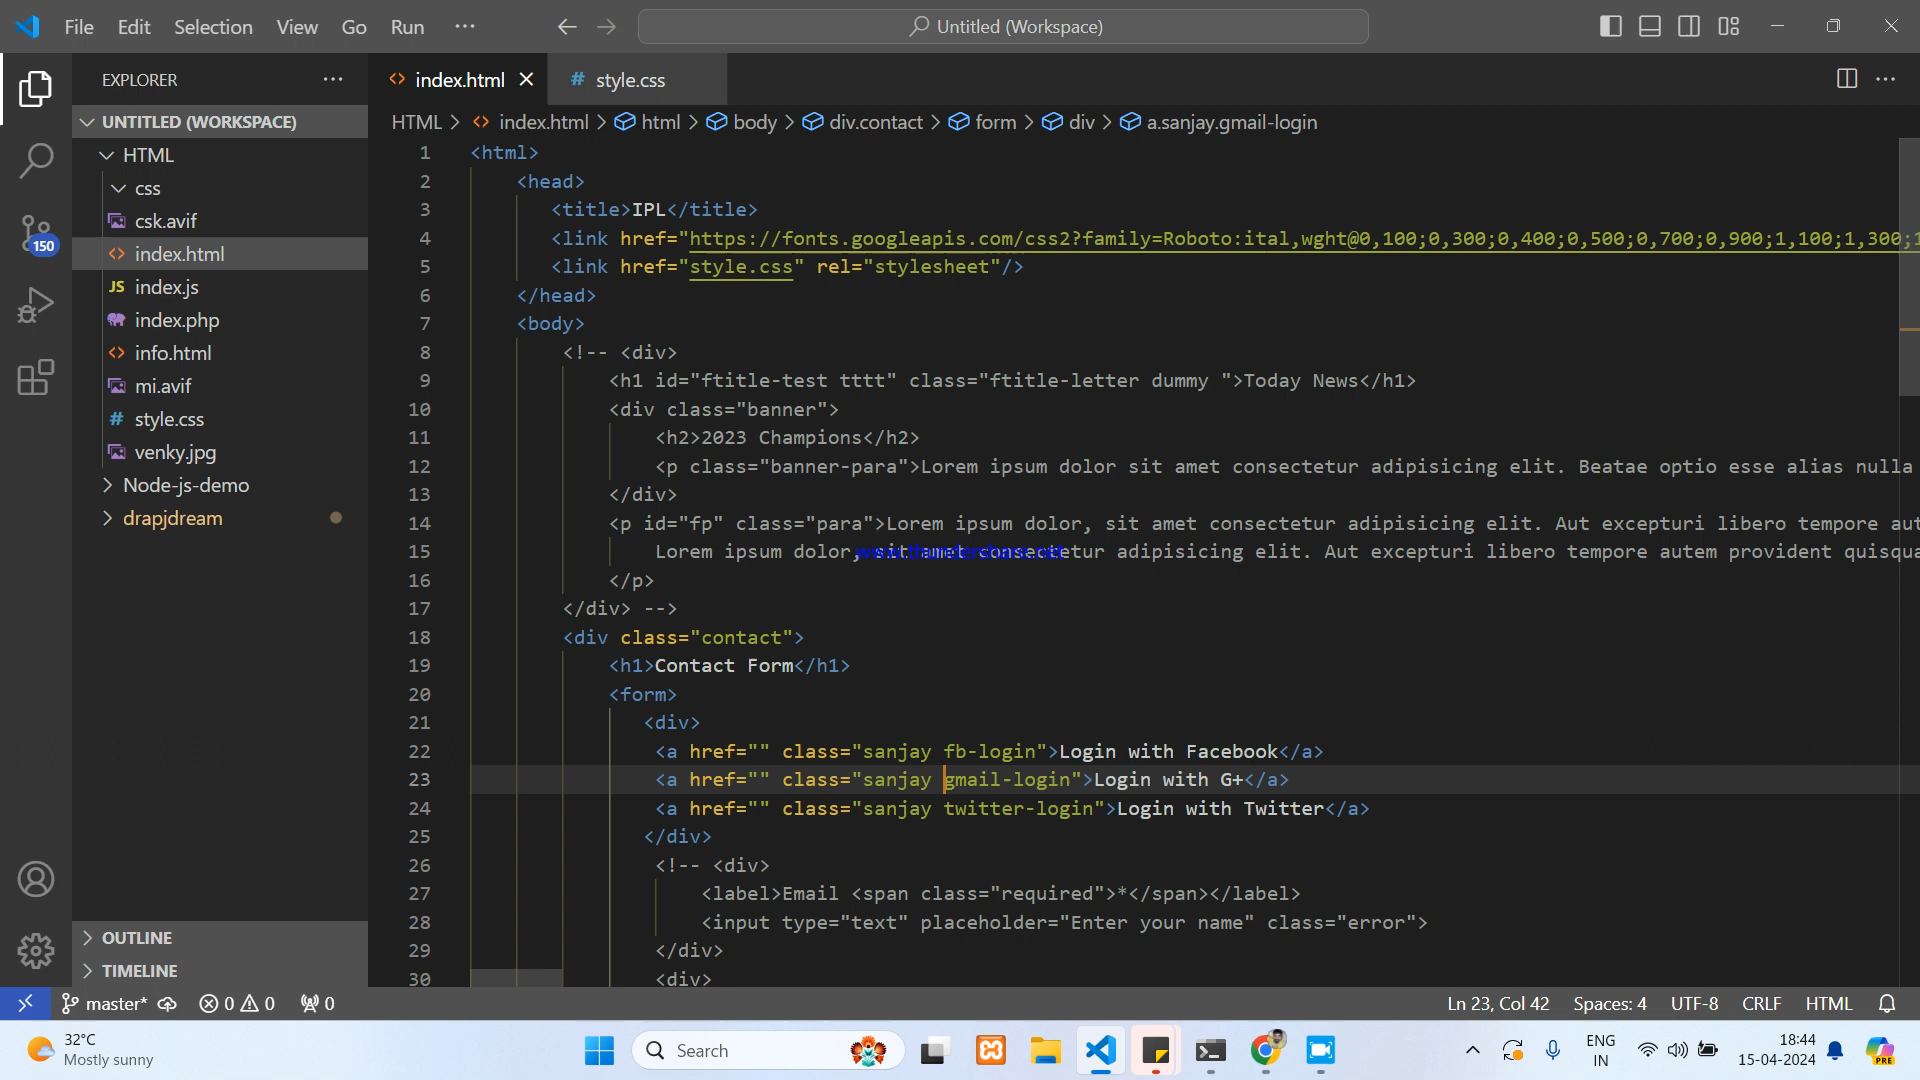 File Edit Selection View Go Run ··· Untitled (Workspace)
EXPLORER ···
UNTITLED (WORKSPACE)
HTML
css
csk.avif
index.html
JS index.js
index.php
info.html
mi.avif
# style.css
venky.jpg
Node-js-demo
drapjdream
OUTLINE
TIMELINE
150
<> index.html × # style.css
HTML > <> index.html > html > body > div.contact > form > div > a.sanjay.gmail-login
1 <html>
2 <head>
3 <title>IPL</title>
4 <link href="https://fonts.googleapis.com/css2?family=Roboto:ital,wght@0,100;0,300;0,400;0,500;0,700;0,900;1,100;1,300;1
5 <link href="style.css" rel="stylesheet"/>
6 </head>
7 <body>
8 <!-- <div>
9 <h1 id="ftitle-test tttt" class="ftitle-letter dummy ">Today News</h1>
10 <div class="banner">
11 <h2>2023 Champions</h2>
12 <p class="banner-para">Lorem ipsum dolor sit amet consectetur adipisicing elit. Beatae optio esse alias nulla
13 </div>
14 <p id="fp" class="para">Lorem ipsum dolor, sit amet consectetur adipisicing elit. Aut excepturi libero tempore aut
15 Lorem ipsum dolor, sit amet consectetur adipisicing elit. Aut excepturi libero tempore autem provident quisqua
www.thundershare.net
16 </p>
17 </div> -->
18 <div class="contact">
19 <h1>Contact Form</h1>
20 <form>
21 <div>
22 <a href="" class="sanjay fb-login">Login with Facebook</a>
23 <a href="" class="sanjay gmail-login">Login with G+</a>
24 <a href="" class="sanjay twitter-login">Login with Twitter</a>
25 </div>
26 <!-- <div>
27 <label>Email <span class="required">*</span></label>
28 <input type="text" placeholder="Enter your name" class="error">
29 </div>
30 <div>
master* 0 0 0 Ln 23, Col 42 Spaces: 4 UTF-8 CRLF HTML
32°C
Mostly sunny
Search
ENG
IN
18:44
15-04-2024
PRE